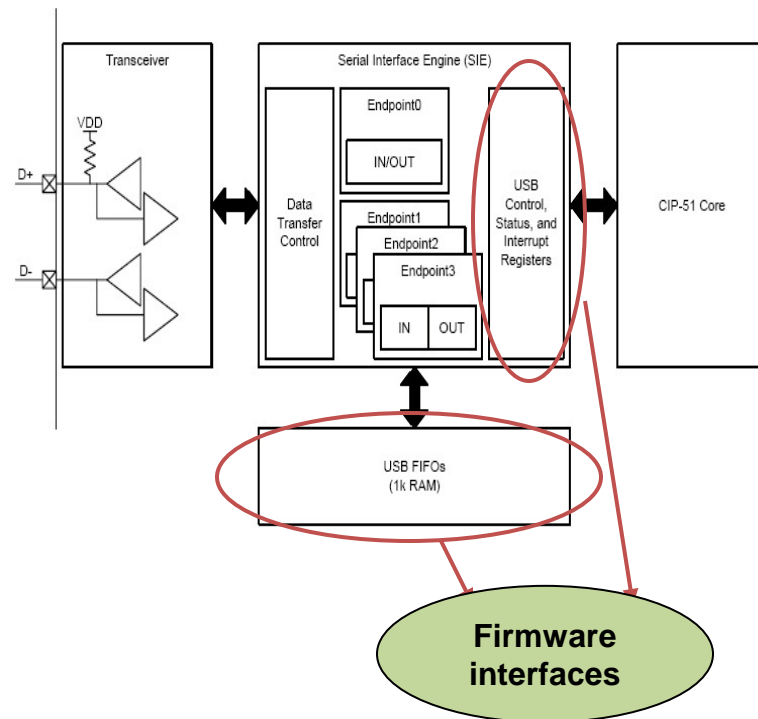 Transceiver
VDD
D+
D-
Serial Interface Engine (SIE)
Data
Transfer
Control
Endpoint0
IN/OUT
Endpoint1
Endpoint2
Endpoint3
IN OUT
USB
Control,
Status, and
Interrupt
Registers
CIP-51 Core
USB FIFOs
(1k RAM)
Firmware
interfaces